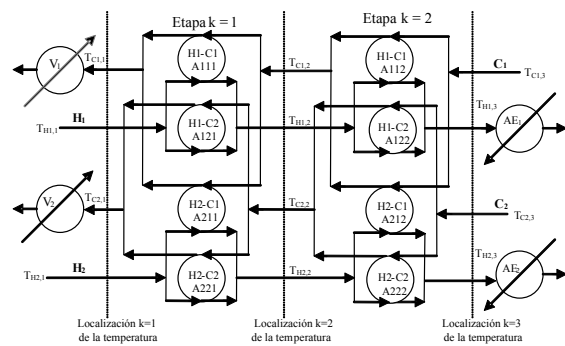 Etapa k = 1
Etapa k = 2
V1
TC1,1
H1-C1
A111
TC1,2
H1-C1
A112
C1
TC1,3
H1
TH1,1
H1-C2
A121
TH1,2
H1-C2
A122
TH1,3
AE1
V2
TC2,1
H2-C1
A211
TC2,2
H2-C1
A212
C2
TC2,3
H2
TH2,1
H2-C2
A221
TH2,2
H2-C2
A222
TH2,3
AE2
Localización k=1
de la temperatura
Localización k=2
de la temperatura
Localización k=3
de la temperatura